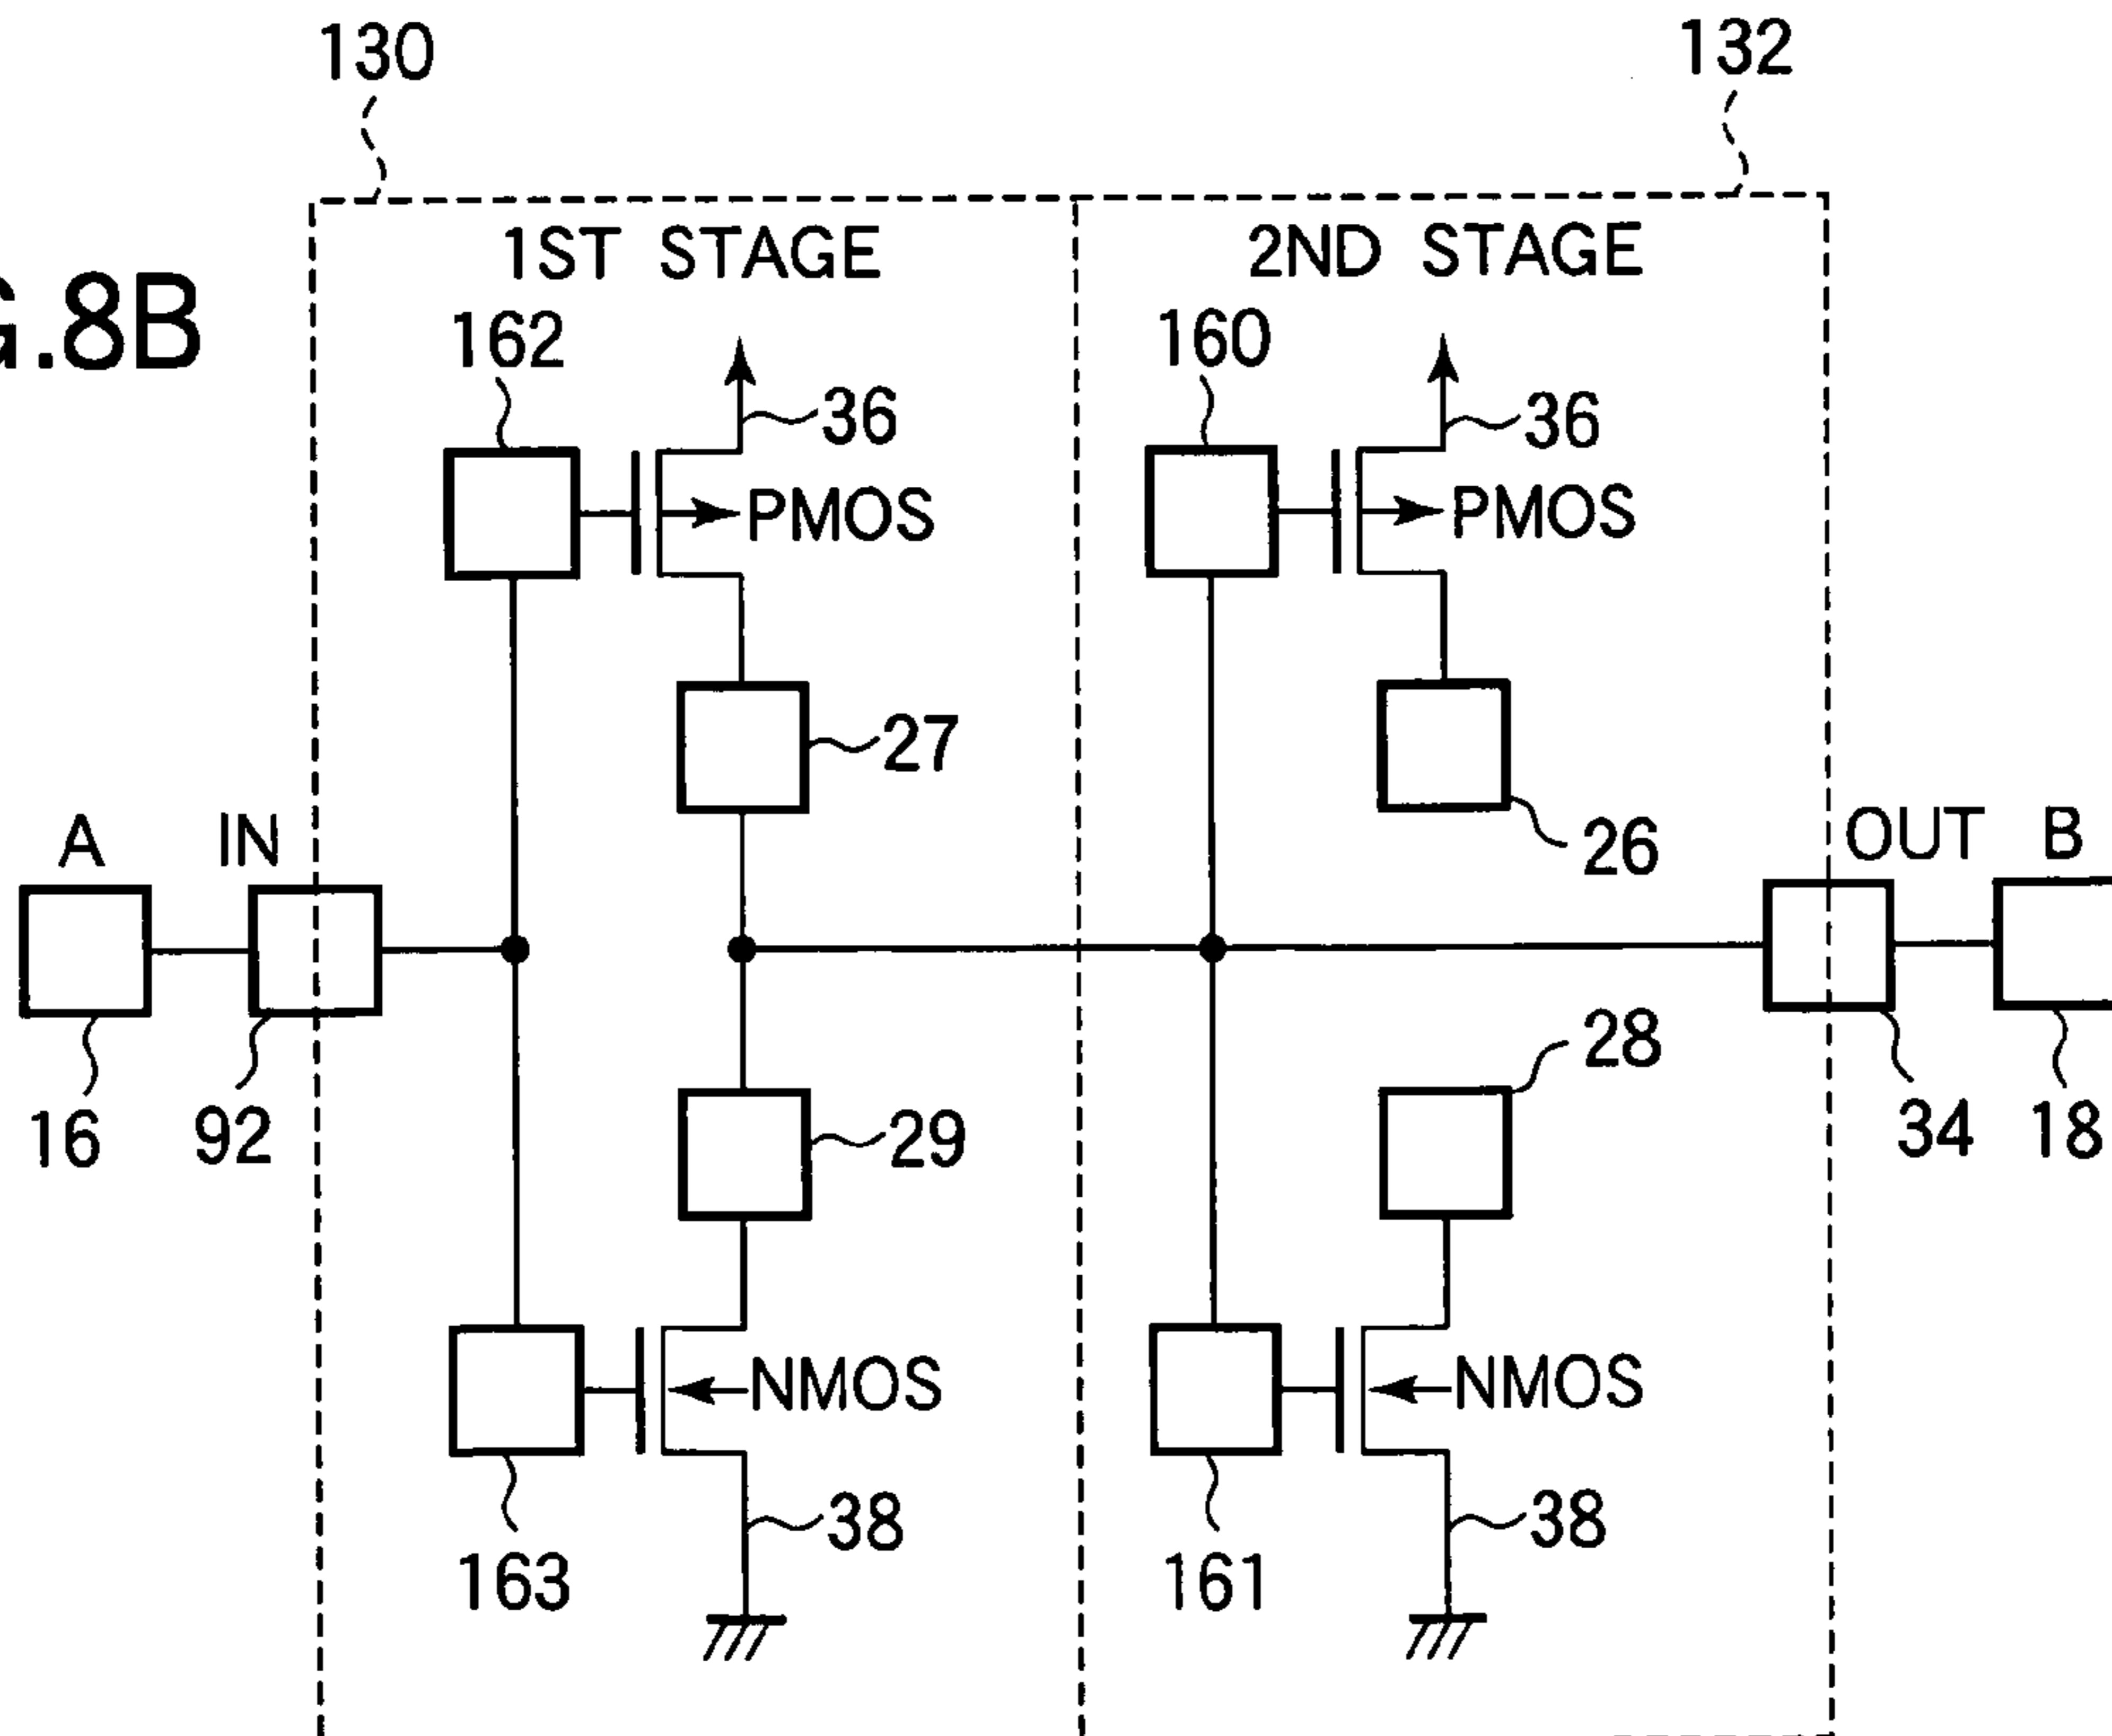 130 132
1ST STAGE 2ND STAGE
G.8B
162 160
36 36
PMOS PMOS
27
26
A IN OUT B
28
16 92 29 34 18
NMOS NMOS
38 38
163 161